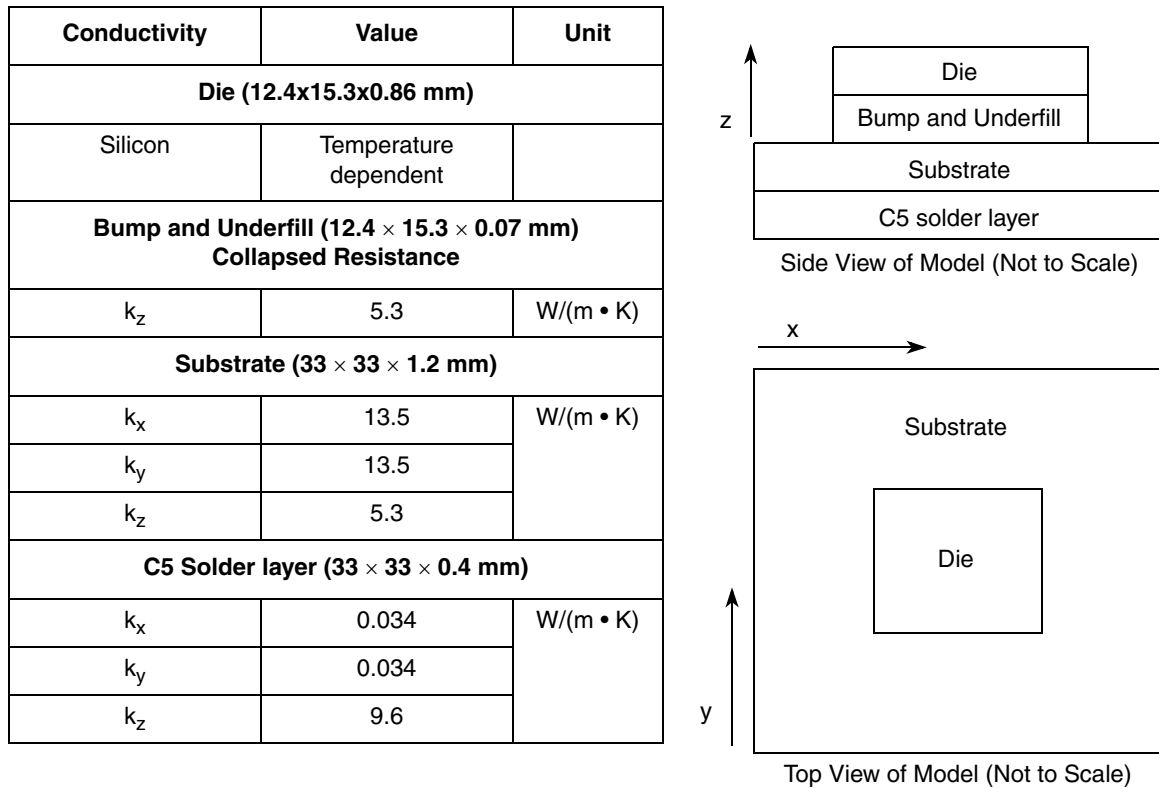 Conductivity Value Unit
Die (12.4x15.3x0.86 mm)
Silicon Temperature
dependent
Bump and Underfill (12.4 × 15.3 × 0.07 mm)
Collapsed Resistance
kz 5.3 W/(m • K)
Substrate (33 × 33 × 1.2 mm)
kx 13.5 W/(m • K)
ky 13.5
kz 5.3
C5 Solder layer (33 × 33 × 0.4 mm)
kx 0.034 W/(m • K)
ky 0.034
kz 9.6
z
Die
Bump and Underfill
Substrate
C5 solder layer
Side View of Model (Not to Scale)
x
Substrate
Die
y
Top View of Model (Not to Scale)